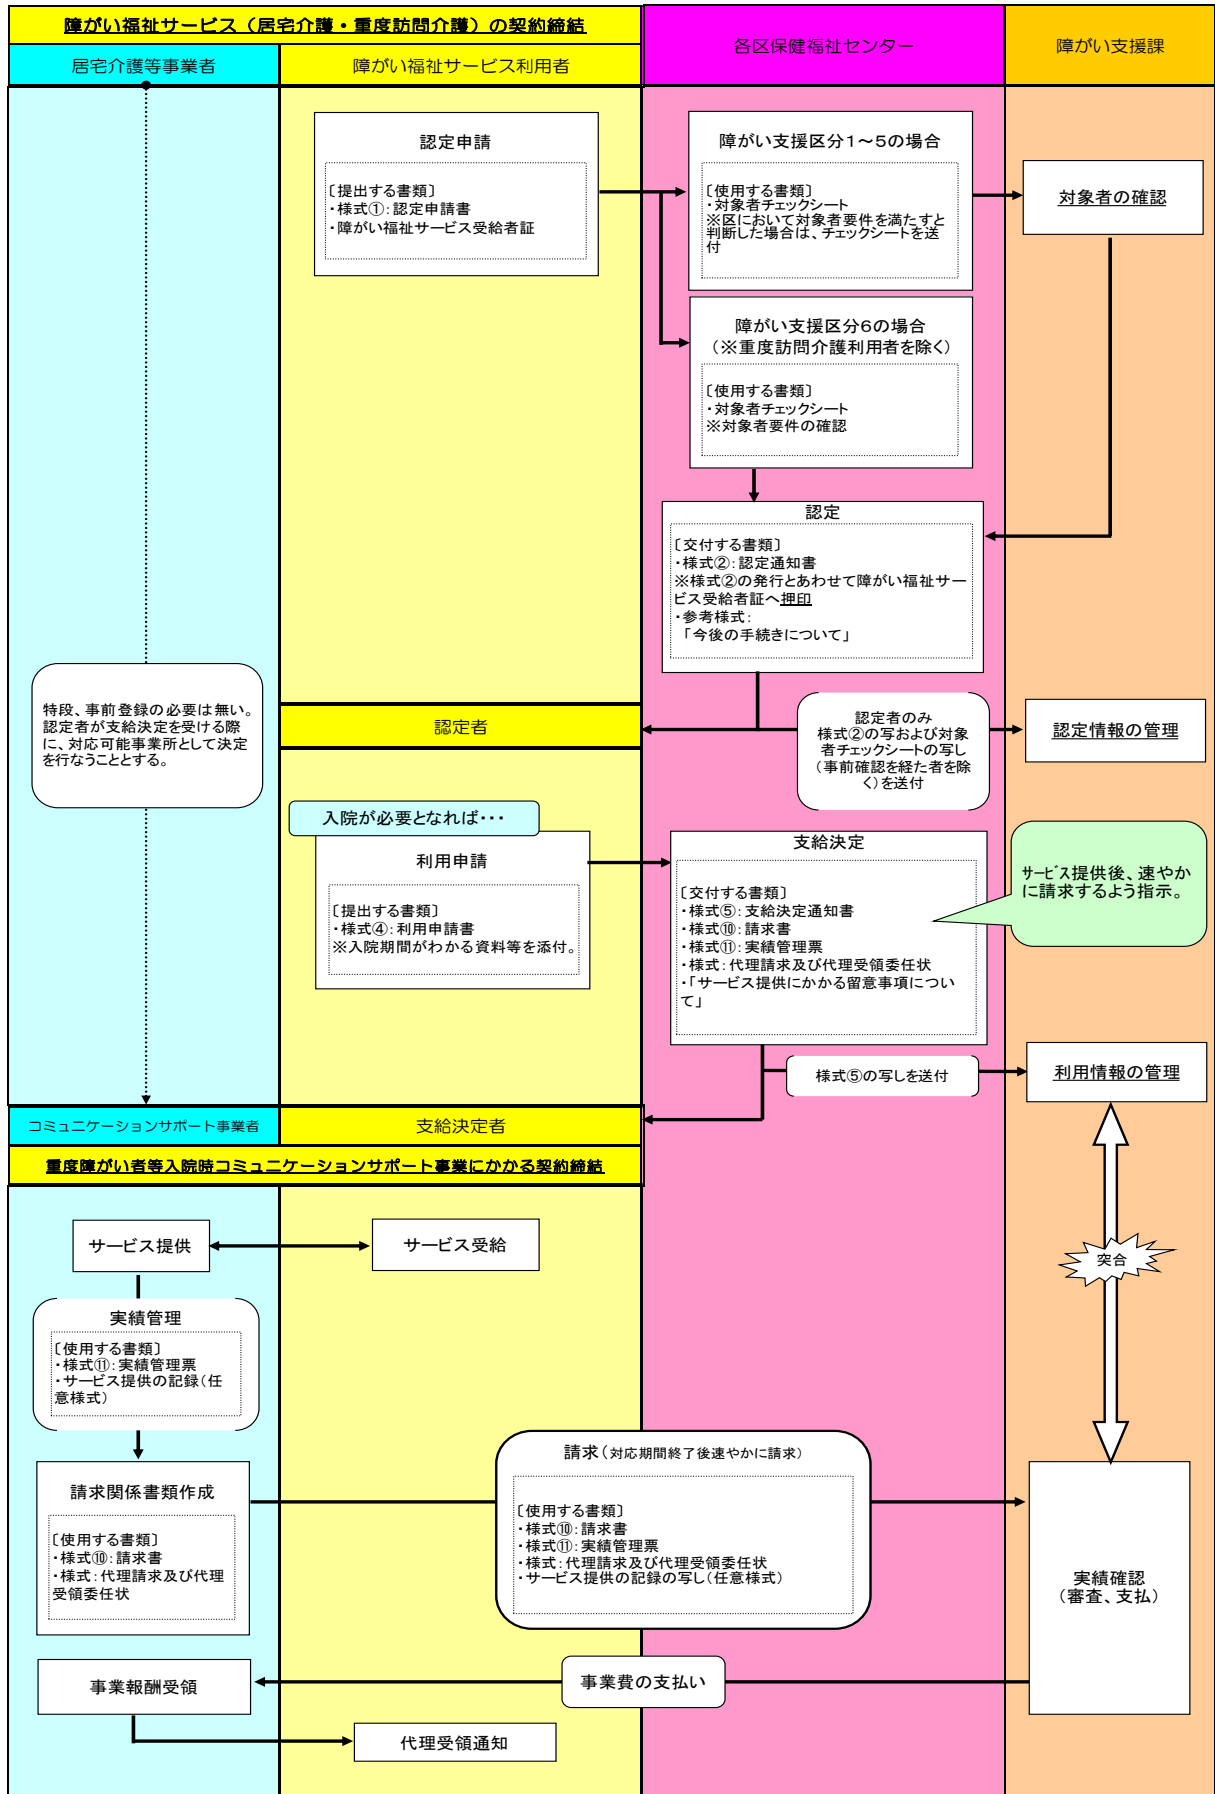 障がい福祉サービス（居宅介護・重度訪問介護）の契約締結
各区保健福祉センター
障がい支援課
居宅介護等事業者
障がい福祉サービス利用者
認定申請
〔提出する書類〕
・様式①：認定申請書
・障がい福祉サービス受給者証
障がい支援区分１～５の場合
〔使用する書類〕
・対象者チェックシート
※区において対象者要件を満たすと
判断した場合は、チェックシートを送
付
対象者の確認
障がい支援区分６の場合
（※重度訪問介護利用者を除く）
〔使用する書類〕
・対象者チェックシート
※対象者要件の確認
認定
〔交付する書類〕
・様式②：認定通知書
※様式②の発行とあわせて障がい福祉サー
ビス受給者証へ押印
・参考様式：
「今後の手続きについて」
特段、事前登録の必要は無い。
認定者が支給決定を受ける際
に、対応可能事業所として決定
を行なうこととする。
認定者
認定者のみ
様式②の写および対象
者チェックシートの写し
（事前確認を経た者を除
く）を送付
認定情報の管理
入院が必要となれば・・・
利用申請
〔提出する書類〕
・様式④：利用申請書
※入院期間がわかる資料等を添付。
支給決定
〔交付する書類〕
・様式⑤：支給決定通知書
・様式⑩：請求書
・様式⑪：実績管理票
・様式：代理請求及び代理受領委任状
・「サービス提供にかかる留意事項につい
て」
サービス提供後、速やか
に請求するよう指示。
様式⑤の写しを送付
利用情報の管理
コミュニケーションサポート事業者
支給決定者
重度障がい者等入院時コミュニケーションサポート事業にかかる契約締結
サービス提供
サービス受給
突合
実績管理
〔使用する書類〕
・様式⑪：実績管理票
・サービス提供の記録（任
意様式）
請求関係書類作成
〔使用する書類〕
・様式⑩：請求書
・様式：代理請求及び代理
受領委任状
請求（対応期間終了後速やかに請求）
〔使用する書類〕
・様式⑩：請求書
・様式⑪：実績管理票
・様式：代理請求及び代理受領委任状
・サービス提供の記録の写し（任意様式）
実績確認
（審査、支払）
事業報酬受領
事業費の支払い
代理受領通知